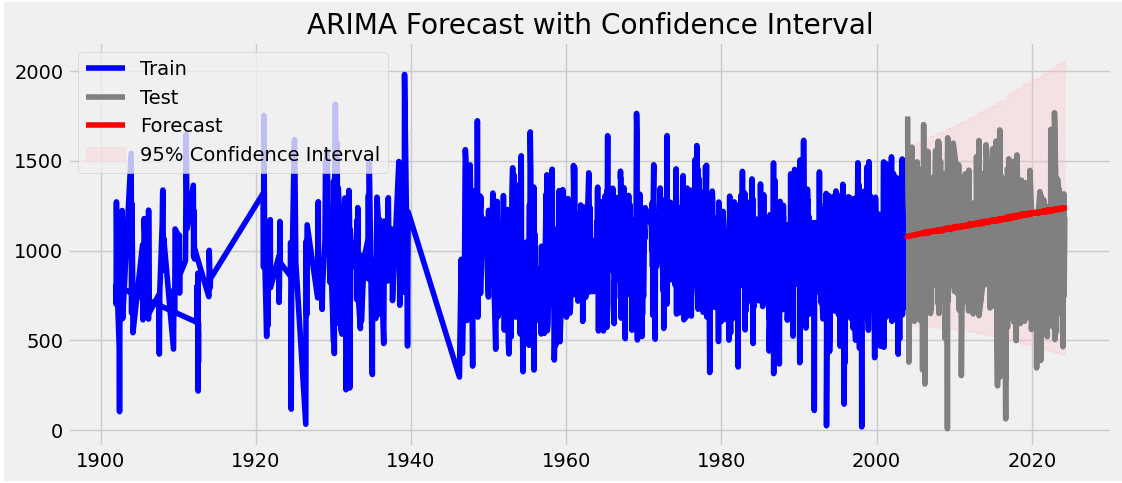 ARIMA Forecast with Confidence Interval
2000
1500
1000
500
0
Train
Test
Forecast
95% Confidence Interval
1900 1920 1940 1960 1980 2000 2020